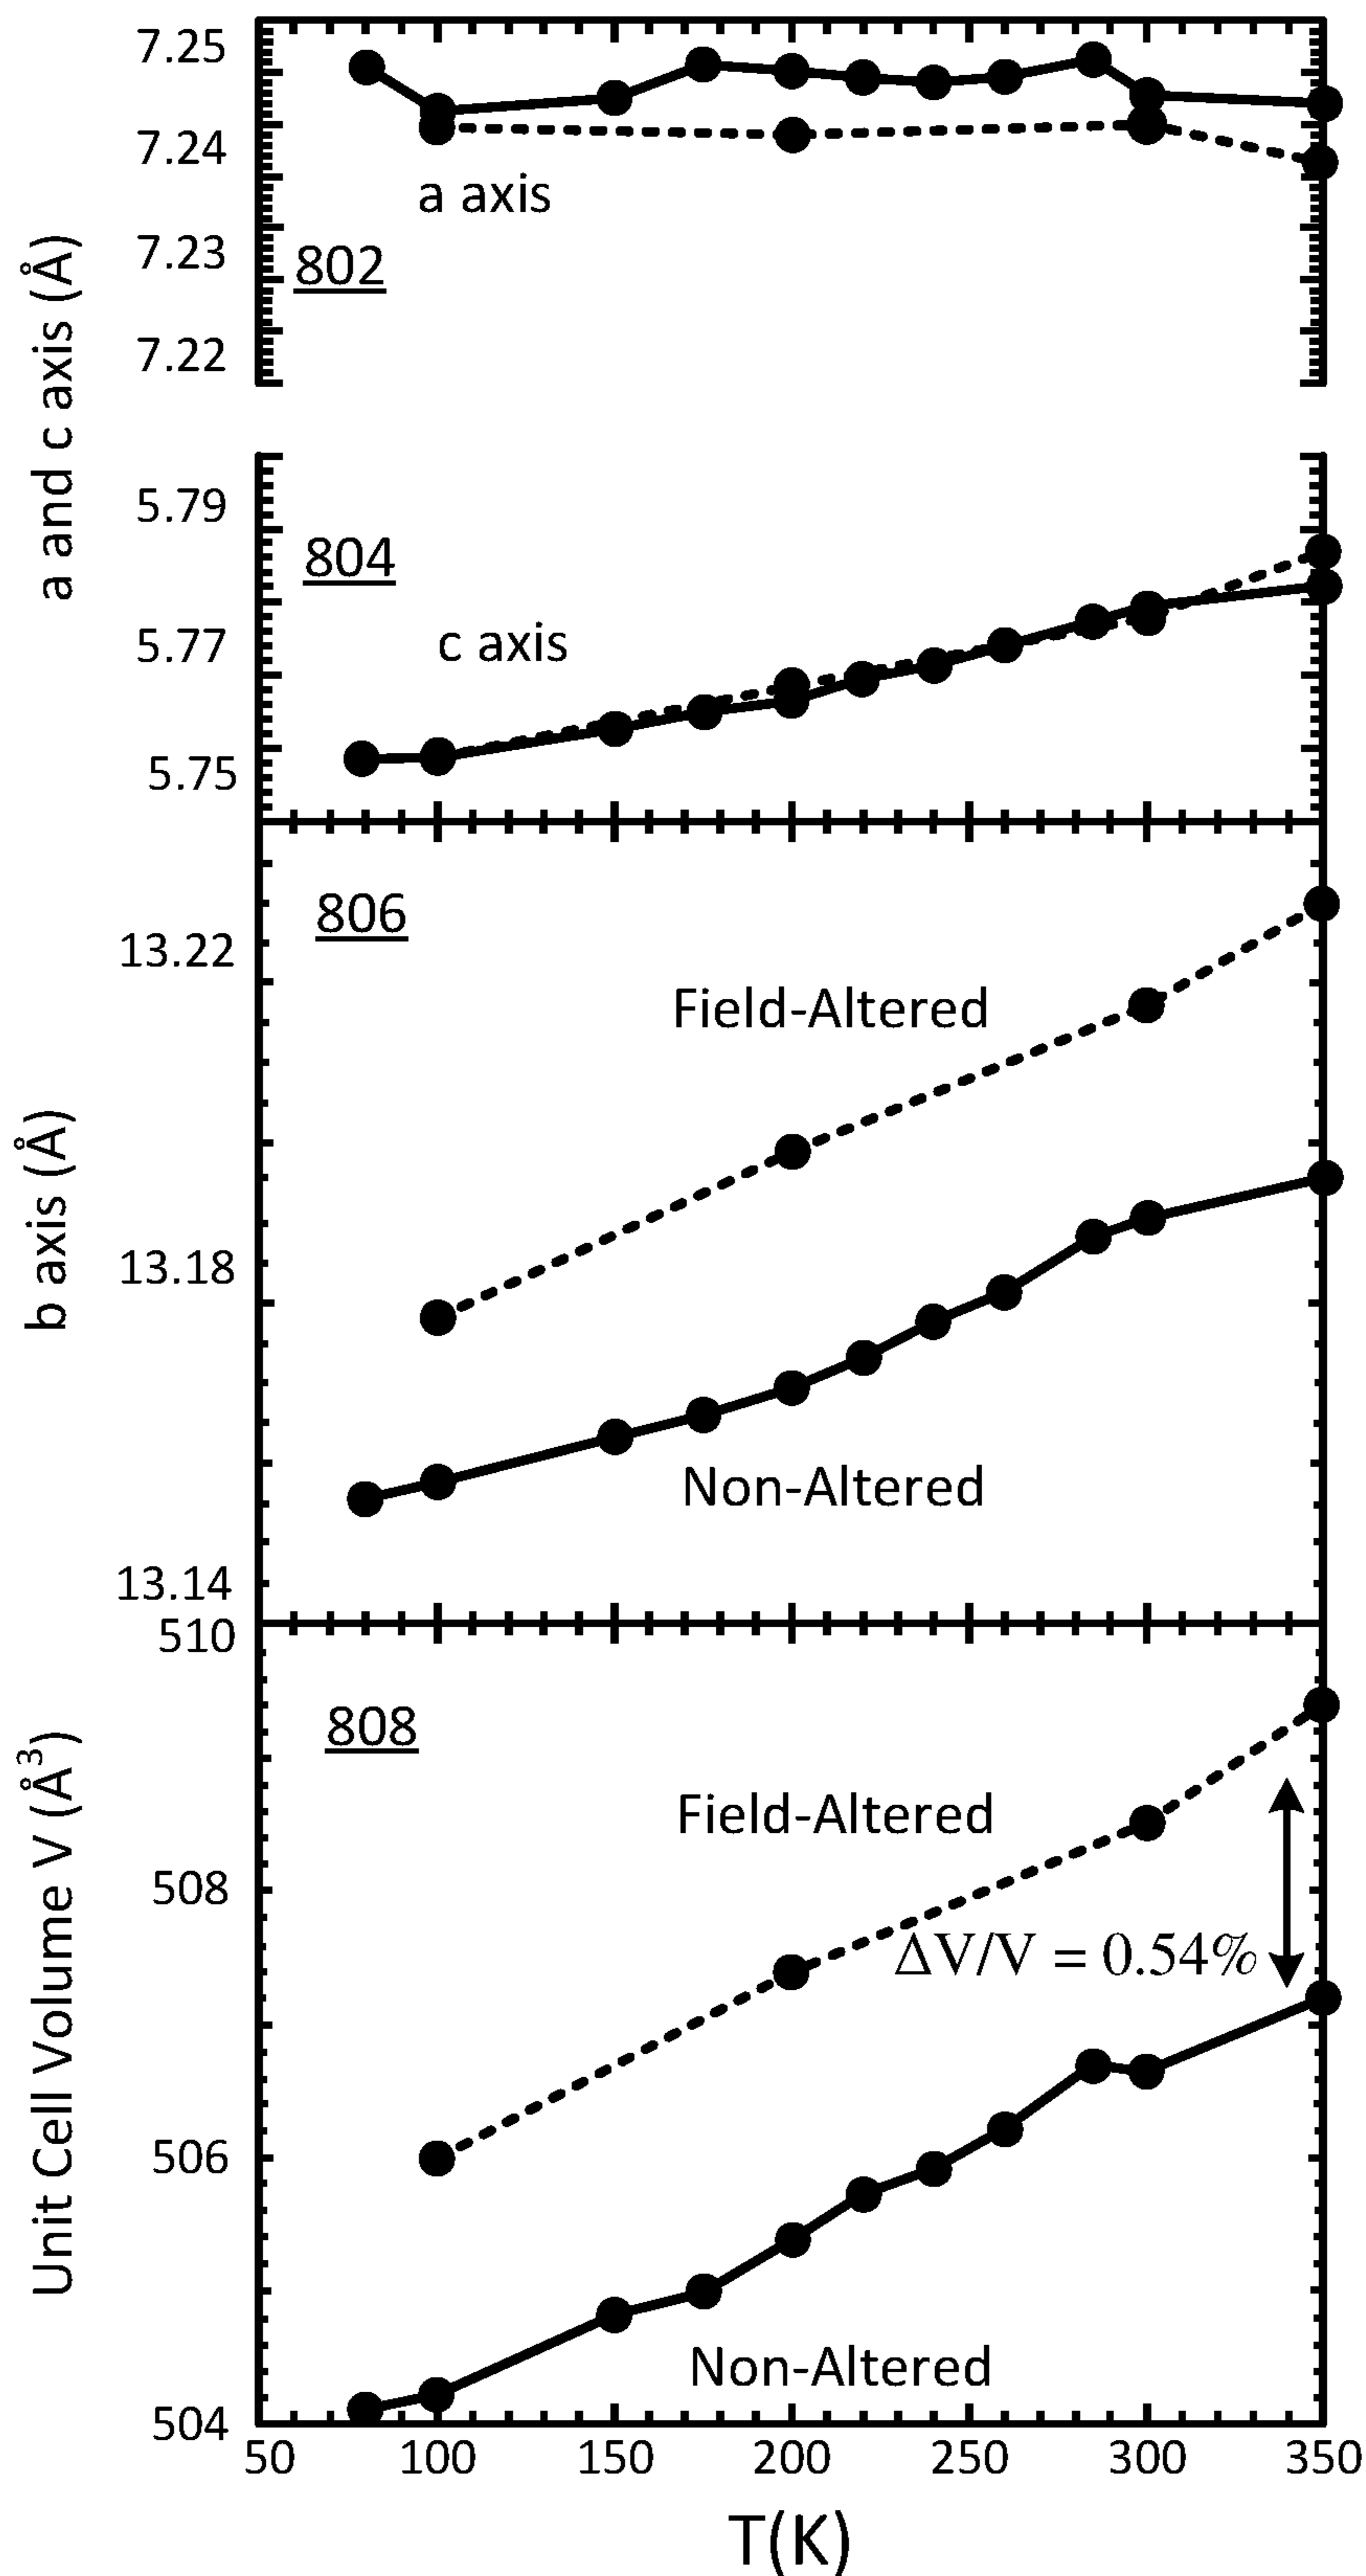 a and c axis (Å)
7.25
7.24
7.23
7.22
a axis
802
5.79
5.77
5.75
804
c axis
b axis (Å)
13.22
13.18
13.14
806
Field-Altered
Non-Altered
Unit Cell Volume V (Å³)
510
508
506
504
808
Field-Altered
ΔV/V = 0.54%
Non-Altered
50 100 150 200 250 300 350
T(K)